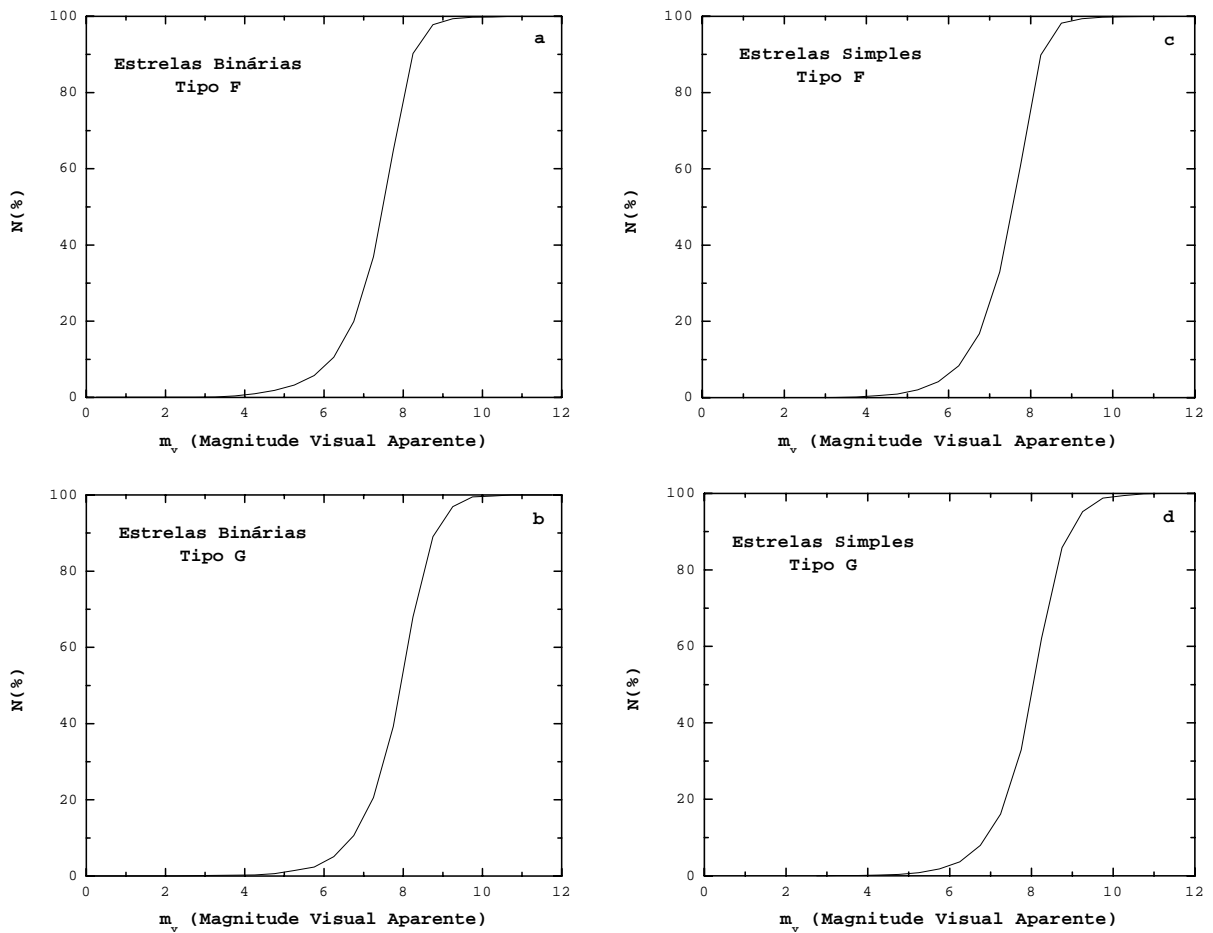 100
80
60
40
20
0
N(%)
a
Estrelas Binárias
Tipo F
0 2 4 6 8 10 12
m_v (Magnitude Visual Aparente)
100
80
60
40
20
0
N(%)
c
Estrelas Simples
Tipo F
0 2 4 6 8 10 12
m_v (Magnitude Visual Aparente)
100
80
60
40
20
0
N(%)
b
Estrelas Binárias
Tipo G
0 2 4 6 8 10 12
m_v (Magnitude Visual Aparente)
100
80
60
40
20
0
N(%)
d
Estrelas Simples
Tipo G
0 2 4 6 8 10 12
m_v (Magnitude Visual Aparente)